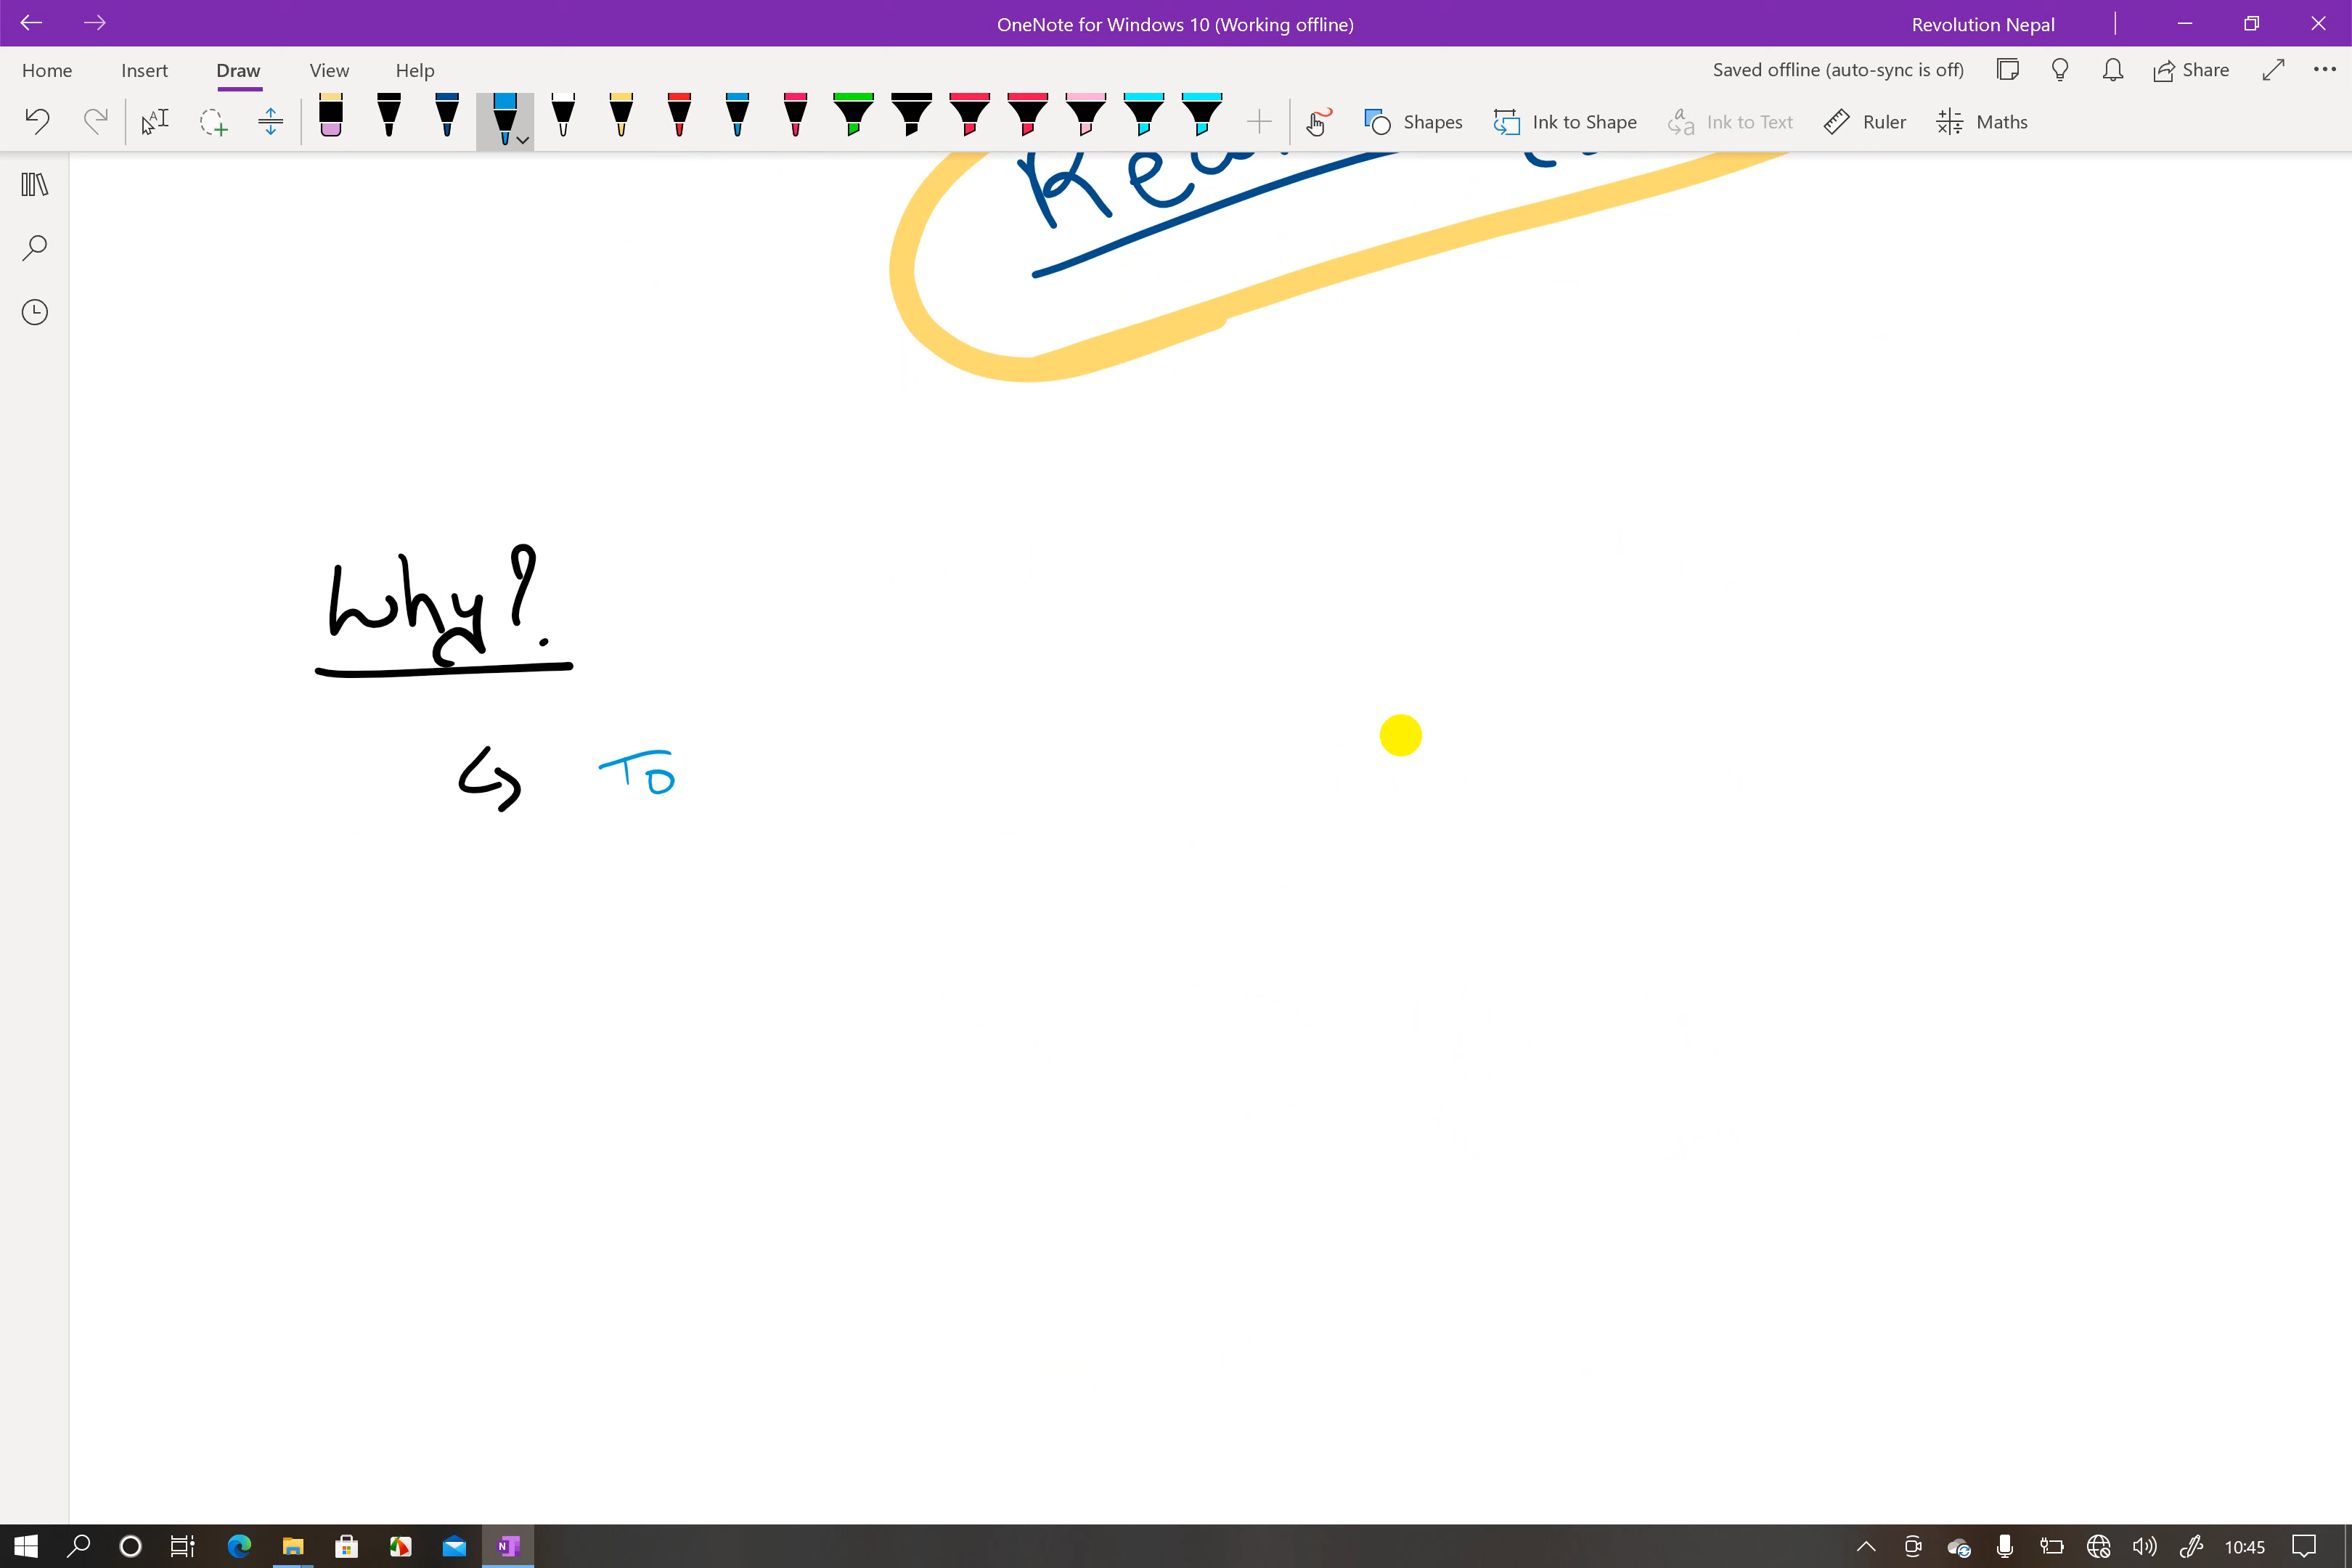 OneNote for Windows 10 (Working offline)
Revolution Nepal
Home Insert Draw View Help
Saved offline (auto-sync is off) Share
Shapes Ink to Shape Ink to Text Ruler Maths
Why?
To
10:45